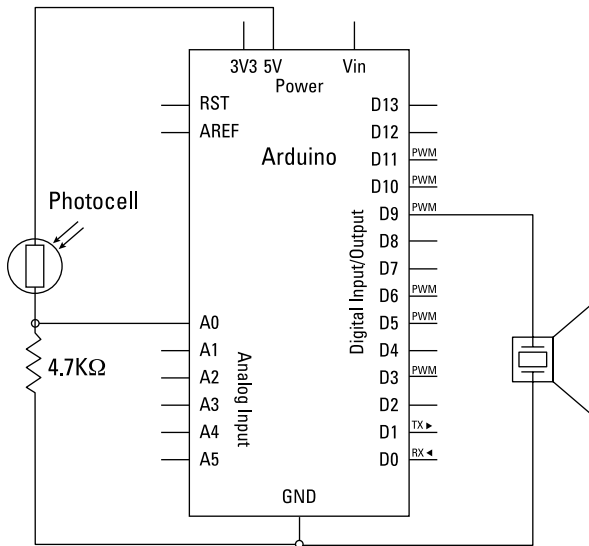 3V3 5V
Vin
Power
RST
AREF
Arduino
Photocell
A0
A1
A2
A3
A4
A5
Analog Input
4.7KΩ
D13
D12
D11 PWM
D10 PWM
D9 PWM
D8
D7
D6 PWM
D5 PWM
D4
D3 PWM
D2
D1 TX ▶
D0 RX ◀
Digital Input/Output
GND